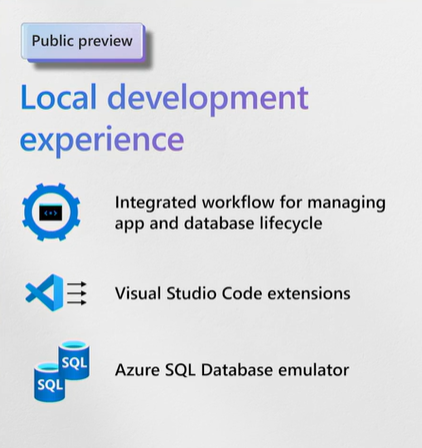 Public preview
Local development
experience
Integrated workflow for managing
app and database lifecycle
Visual Studio Code extensions
SQL
SQL
Azure SQL Database emulator